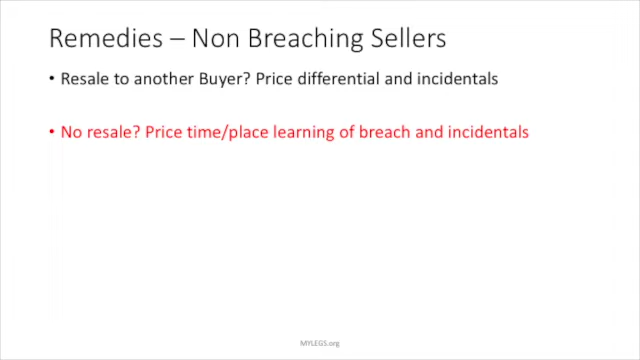 Remedies – Non Breaching Sellers
• Resale to another Buyer? Price differential and incidentals
• No resale? Price time/place learning of breach and incidentals
MYLEGS.org